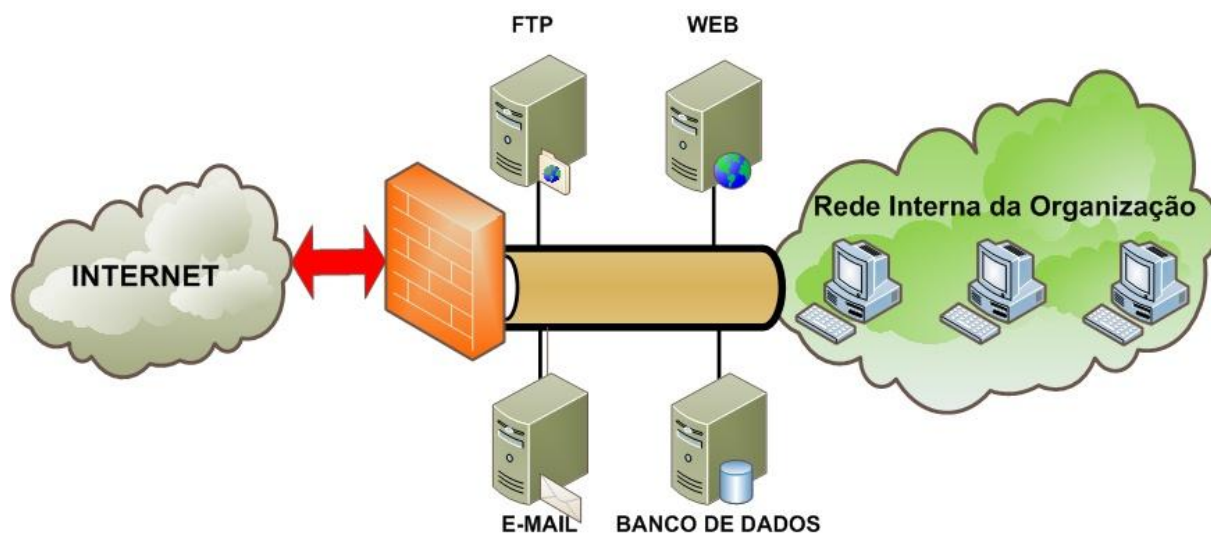 FTP
WEB
Rede Interna da Organização
INTERNET
E-MAIL
BANCO DE DADOS